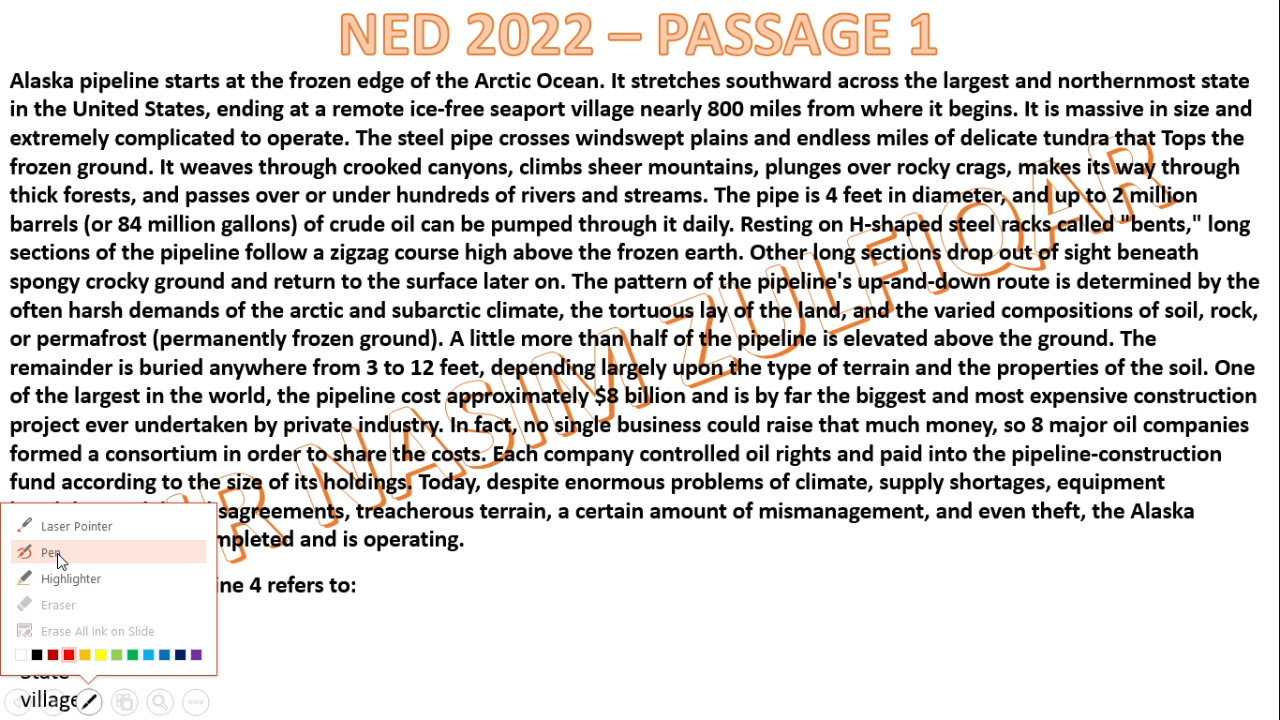 NED 2022 – PASSAGE 1
Alaska pipeline starts at the frozen edge of the Arctic Ocean. It stretches southward across the largest and northernmost state
in the United States, ending at a remote ice-free seaport village nearly 800 miles from where it begins. It is massive in size and
extremely complicated to operate. The steel pipe crosses windswept plains and endless miles of delicate tundra that Tops the
frozen ground. It weaves through crooked canyons, climbs sheer mountains, plunges over rocky crags, makes its way through
thick forests, and passes over or under hundreds of rivers and streams. The pipe is 4 feet in diameter, and up to 2 million
barrels (or 84 million gallons) of crude oil can be pumped through it daily. Resting on H-shaped steel racks called "bents," long
sections of the pipeline follow a zigzag course high above the frozen earth. Other long sections drop out of sight beneath
spongy crocky ground and return to the surface later on. The pattern of the pipeline's up-and-down route is determined by the
often harsh demands of the arctic and subarctic climate, the tortuous lay of the land, and the varied compositions of soil, rock,
or permafrost (permanently frozen ground). A little more than half of the pipeline is elevated above the ground. The
remainder is buried anywhere from 3 to 12 feet, depending largely upon the type of terrain and the properties of the soil. One
of the largest in the world, the pipeline cost approximately $8 billion and is by far the biggest and most expensive construction
project ever undertaken by private industry. In fact, no single business could raise that much money, so 8 major oil companies
formed a consortium in order to share the costs. Each company controlled oil rights and paid into the pipeline-construction
fund according to the size of its holdings. Today, despite enormous problems of climate, supply shortages, equipment
sagreements, treacherous terrain, a certain amount of mismanagement, and even theft, the Alaska
mpleted and is operating.
ine 4 refers to:
State
village
NASIM ZULFIQAR
Laser Pointer
Pen
Highlighter
Eraser
Erase All Ink on Slide